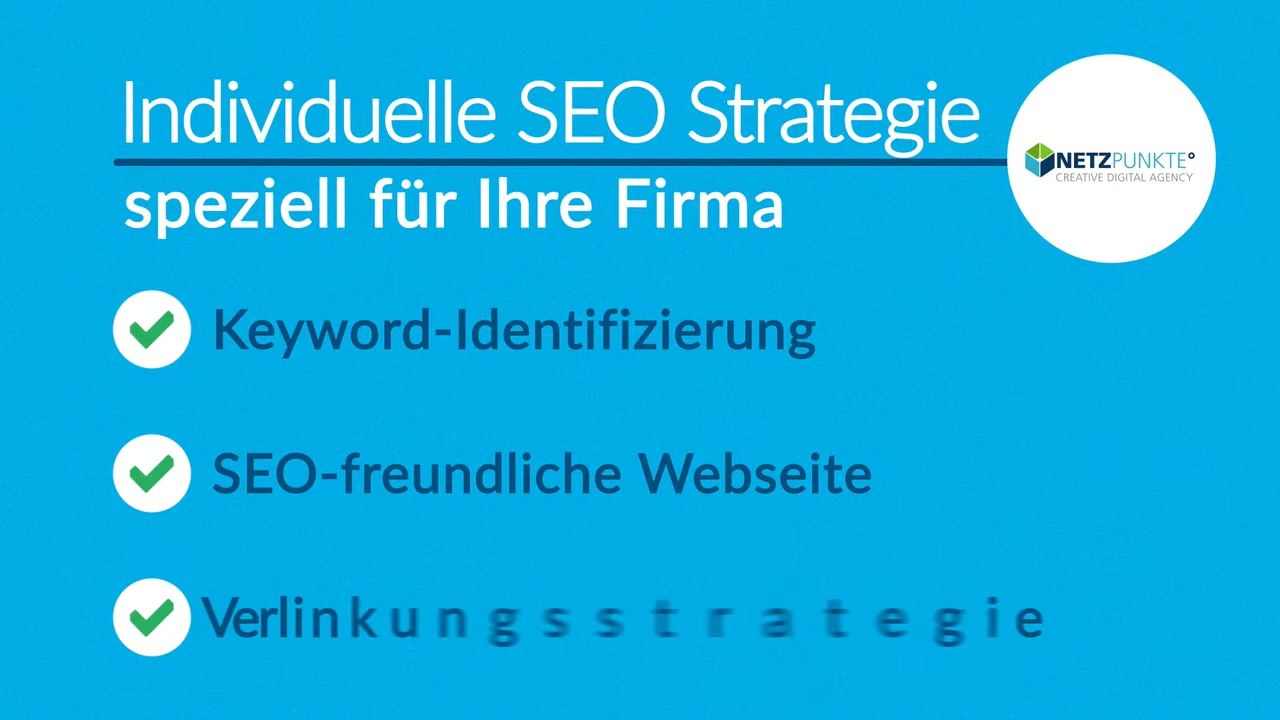 Individuelle SEO Strategie
speziell für Ihre Firma
NETZPUNKTE°
CREATIVE DIGITAL AGENCY
Keyword-Identifizierung
SEO-freundliche Webseite
Verlinkungsstrategie